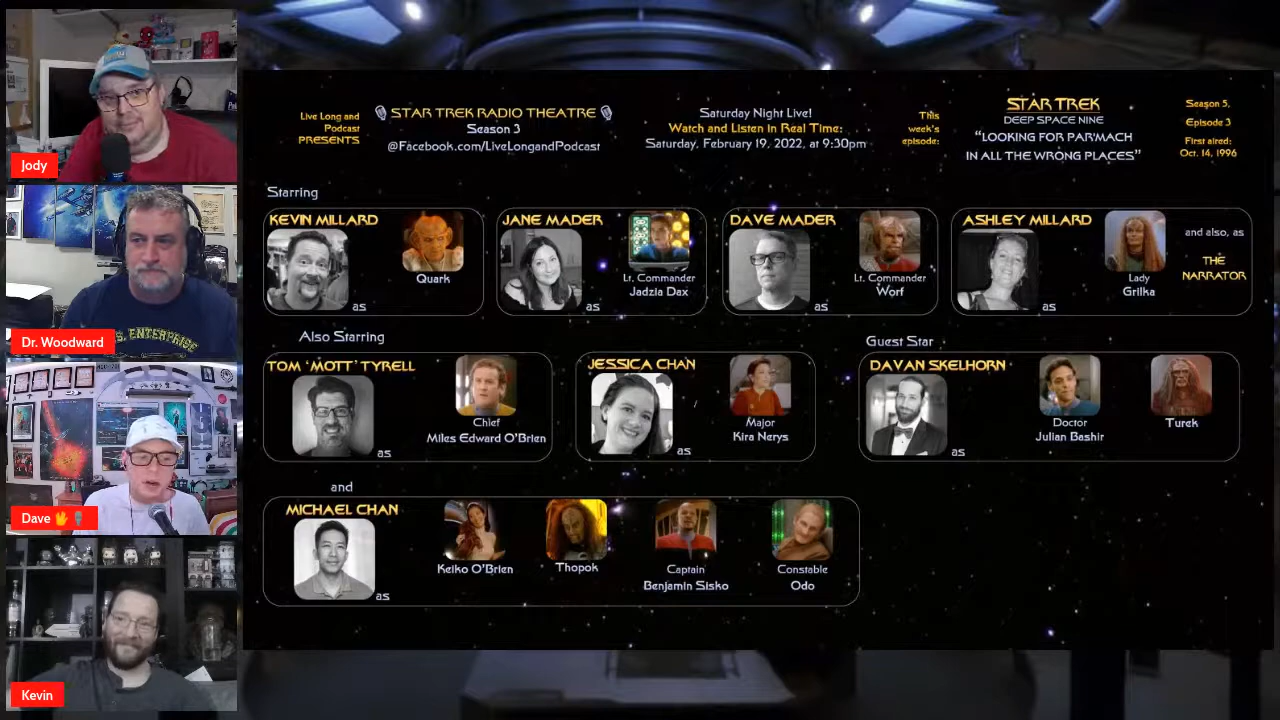 Jody
Dr. Woodward
S. ENTERPRISE
Dave
Kevin
Live Long and
Podcast
PRESENTS
STAR TREK RADIO THEATRE
Season 3
@Facebook.com/LiveLongandPodcast
Saturday Night Live!
Watch and Listen in Real Time:
Saturday, February 19, 2022, at 9:30pm
This
week's
episode:
STAR TREK
DEEP SPACE NINE
"LOOKING FOR PAR'MACH
IN ALL THE WRONG PLACES"
Season 5,
Episode 3
First aired:
Oct. 14, 1996
Starring
KEVIN MILLARD
as
Quark
JANE MADER
as
Lt. Commander
Jadzia Dax
DAVE MADER
as
Lt. Commander
Worf
ASHLEY MILLARD
as
Lady
Grilka
and also, as
THE
NARRATOR
Also Starring
TOM 'MOTT' TYRELL
as
Chief
Miles Edward O'Brien
JESSICA CHAN
as
Major
Kira Nerys
Guest Star
DAVAN SKELHORN
as
Doctor
Julian Bashir
Turek
and
MICHAEL CHAN
as
Keiko O'Brien
Thopok
Captain
Benjamin Sisko
Constable
Odo